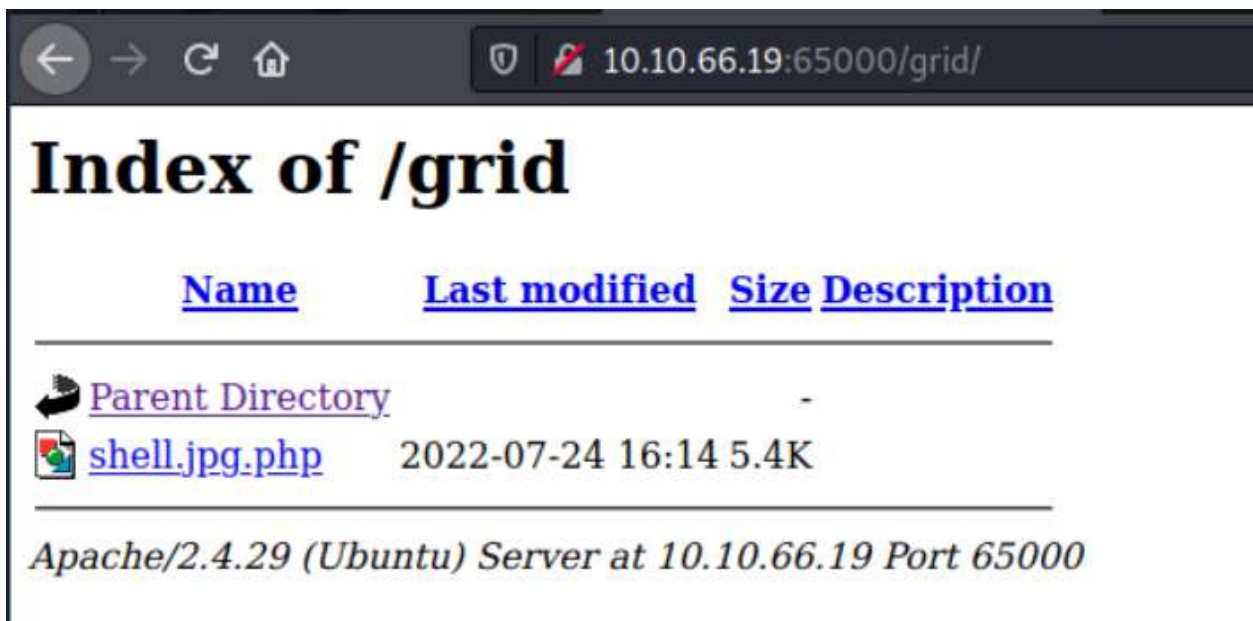 10.10.66.19:65000/grid/
Index of /grid
Name Last modified Size Description
Parent Directory -
shell.jpg.php 2022-07-24 16:14 5.4K
Apache/2.4.29 (Ubuntu) Server at 10.10.66.19 Port 65000